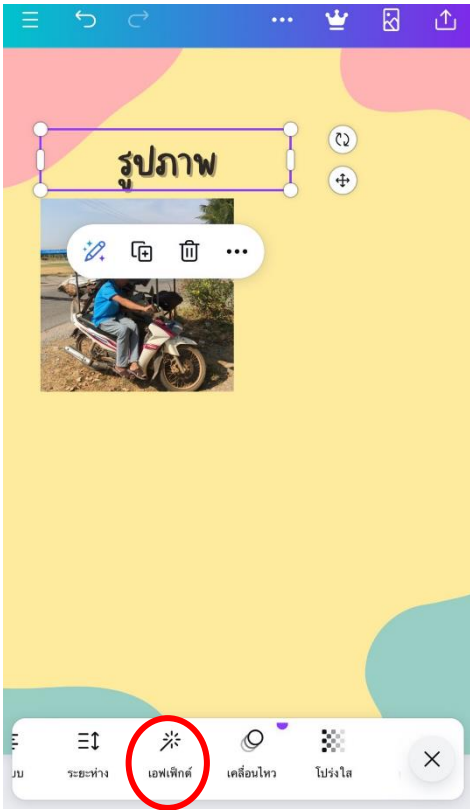 รูปภาพ
ระยะห่าง
เอฟเฟิกต์
เคลื่อนไหว
โปร่งใส